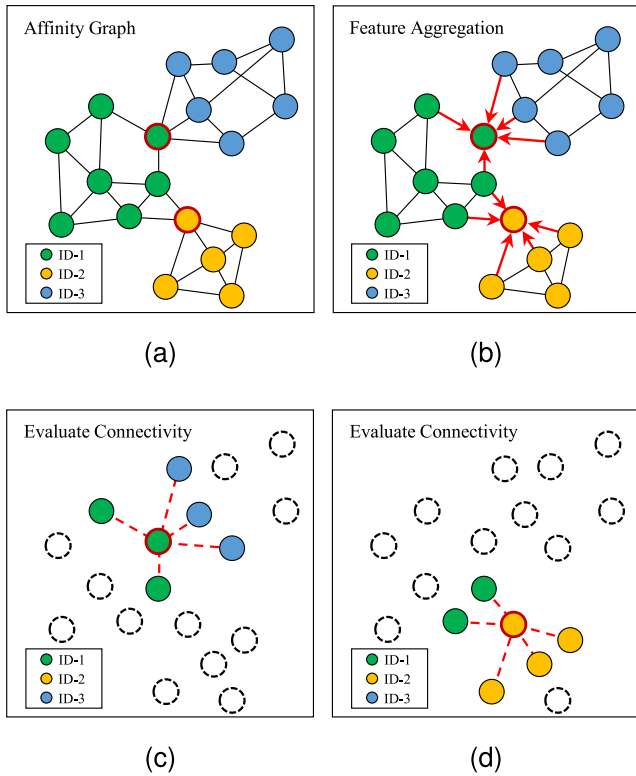 Affinity Graph
ID-1
ID-2
ID-3
(a)
Feature Aggregation
ID-1
ID-2
ID-3
(b)
Evaluate Connectivity
ID-1
ID-2
ID-3
(c)
Evaluate Connectivity
ID-1
ID-2
ID-3
(d)